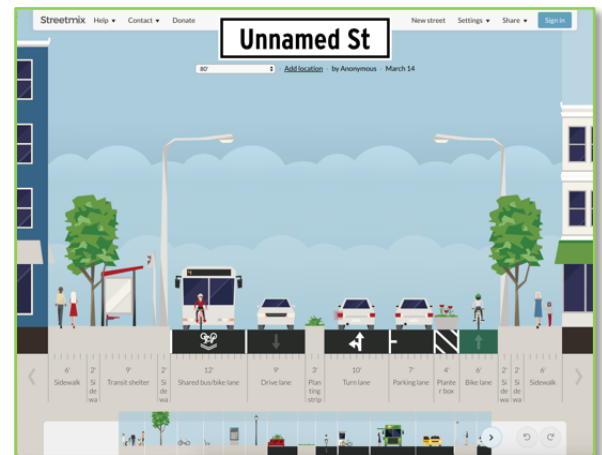 Streetmix Help ▾ Contact ▾ Donate New street Settings ▾ Share ▾ Sign in
Unnamed St
80' Add location · by Anonymous · March 14
6' 2' 9' 2' 12' 9' 3' 10' 7' 4' 6' 2' 2' 6'
Sidewalk Si Transit shelter Si Shared bus/bike lane Drive lane Plan Turn lane Parking lane Plante Bike lane Si Si Sidewalk
de de ting r box de de
wa wa strip wa wa